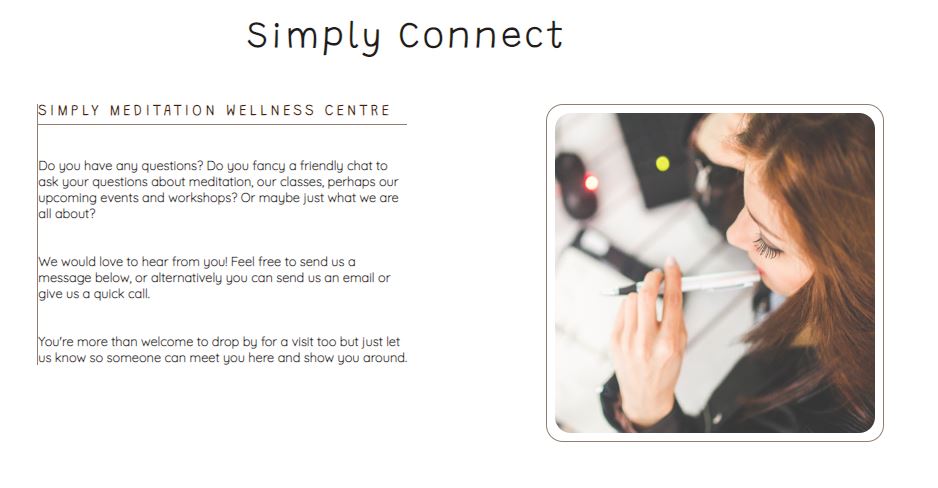 Simply Connect
SIMPLY MEDITATION WELLNESS CENTRE
Do you have any questions? Do you fancy a friendly chat to
ask your questions about meditation, our classes, perhaps our
upcoming events and workshops? Or maybe just what we are
all about?
We would love to hear from you! Feel free to send us a
message below, or alternatively you can send us an email or
give us a quick call.
You're more than welcome to drop by for a visit too but just let
us know so someone can meet you here and show you around.